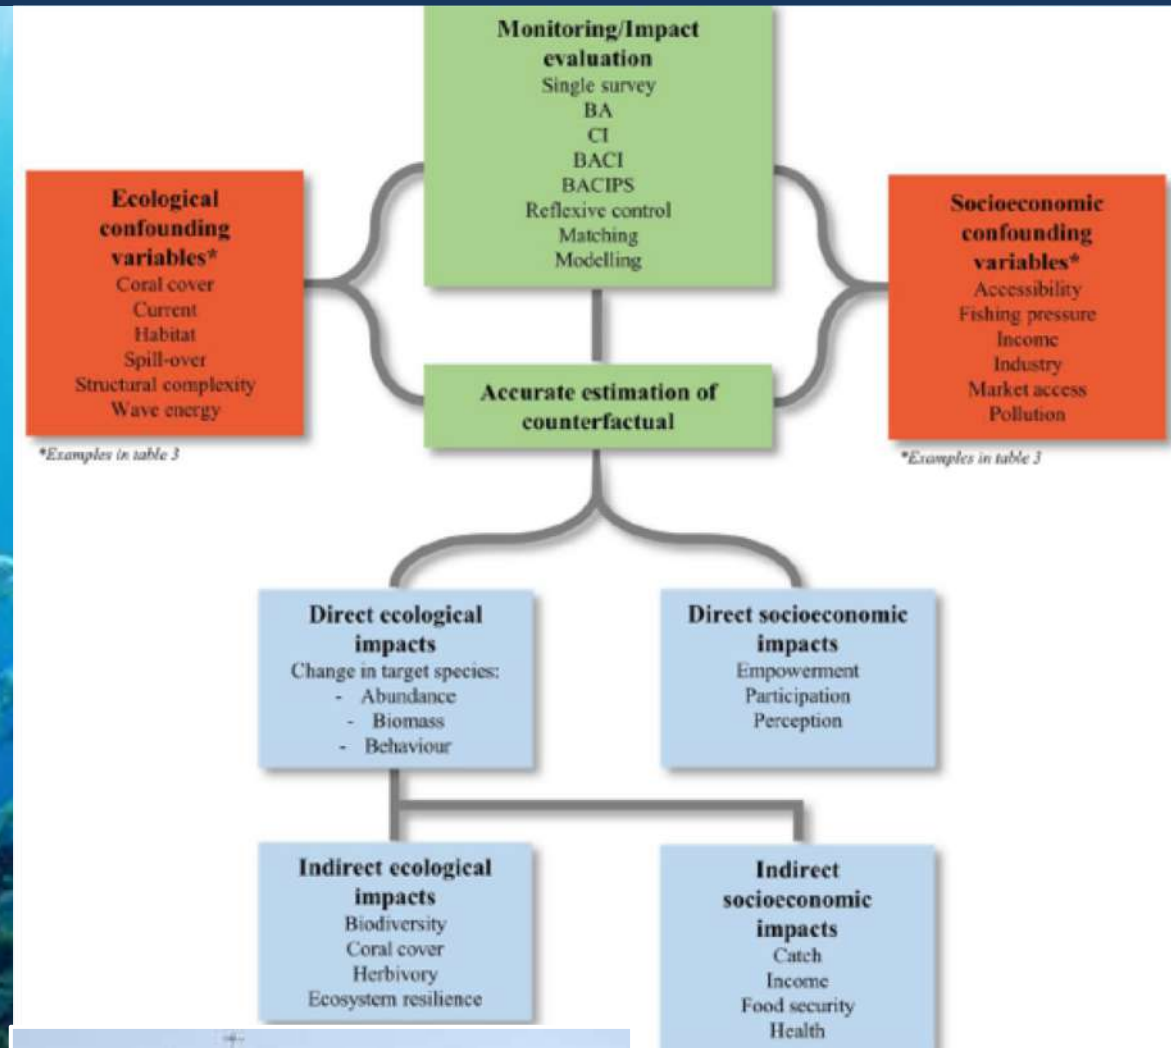 Monitoring/Impact
evaluation
Single survey
BA
CI
BACI
BACIPS
Reflexive control
Matching
Modelling
Ecological
confounding
variables*
Coral cover
Current
Habitat
Spill-over
Structural complexity
Wave energy
*Examples in table 3
Socioeconomic
confounding
variables*
Accessibility
Fishing pressure
Income
Industry
Market access
Pollution
*Examples in table 3
Accurate estimation of
counterfactual
Direct ecological
impacts
Change in target species:
- Abundance
- Biomass
- Behaviour
Direct socioeconomic
impacts
Empowerment
Participation
Perception
Indirect ecological
impacts
Biodiversity
Coral cover
Herbivory
Ecosystem resilience
Indirect
socioeconomic
impacts
Catch
Income
Food security
Health